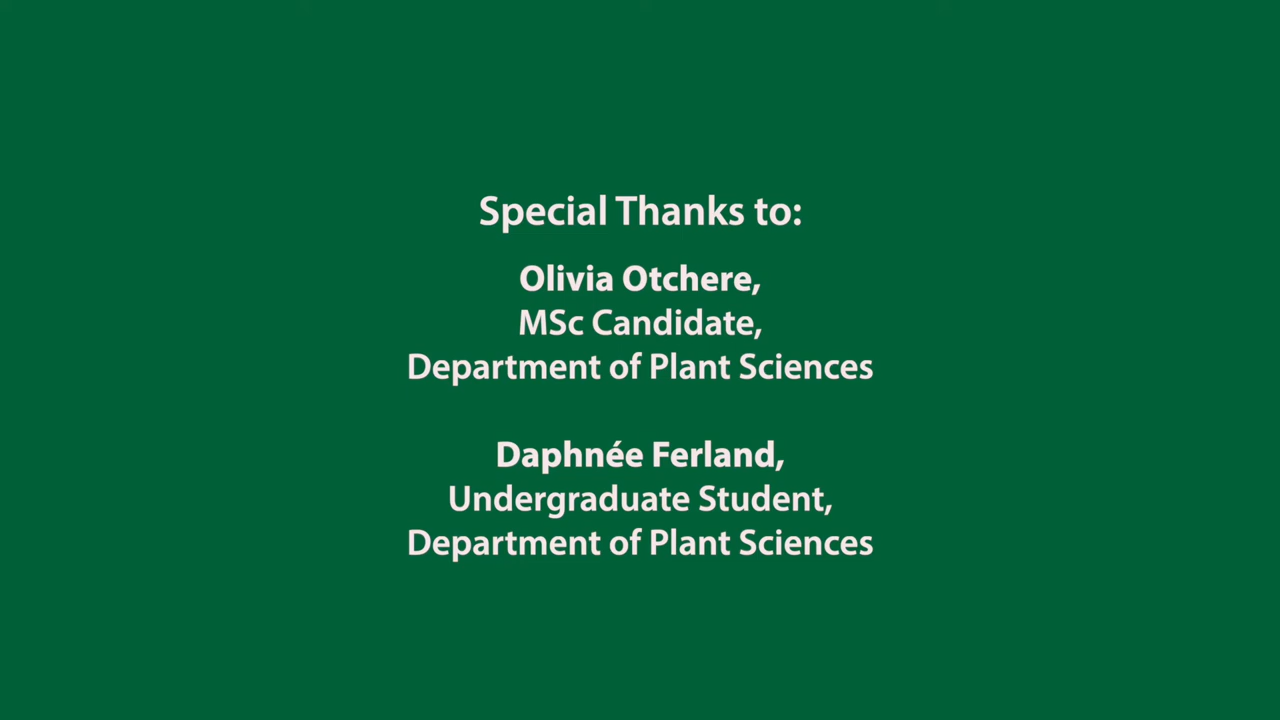 Special Thanks to:
Olivia Otchere,
MSc Candidate,
Department of Plant Sciences
Daphnée Ferland,
Undergraduate Student,
Department of Plant Sciences